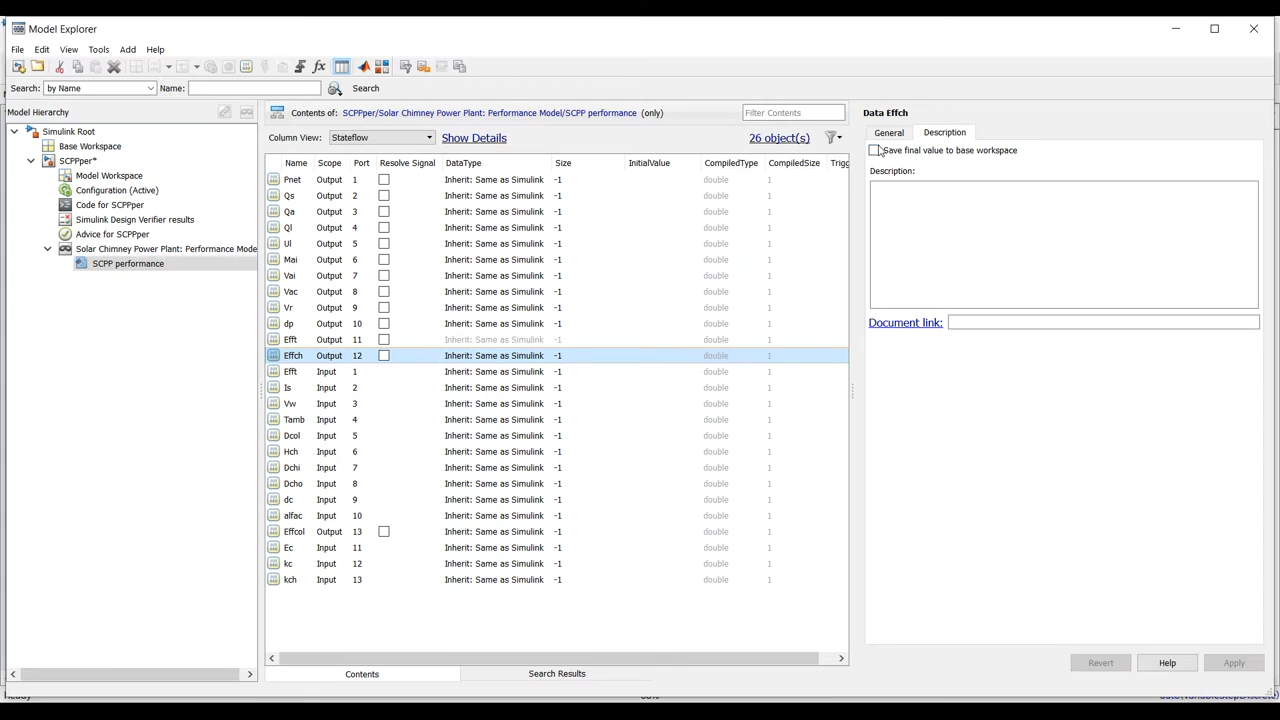 Model Explorer
File Edit View Tools Add Help
Search: by Name Name: Search
Model Hierarchy
Simulink Root
Base Workspace
SCPPper*
Model Workspace
Configuration (Active)
Code for SCPPper
Simulink Design Verifier results
Advice for SCPPper
Solar Chimney Power Plant: Performance Mode
SCPP performance
Contents of: SCPPper/Solar Chimney Power Plant: Performance Model/SCPP performance (only) Filter Contents
Column View: Stateflow Show Details 26 object(s)
Name Scope Port Resolve Signal DataType Size InitialValue CompiledType CompiledSize Trigg
Pnet Output 1 Inherit: Same as Simulink -1 double 1
Qs Output 2 Inherit: Same as Simulink -1 double 1
Qa Output 3 Inherit: Same as Simulink -1 double 1
Ql Output 4 Inherit: Same as Simulink -1 double 1
Ul Output 5 Inherit: Same as Simulink -1 double 1
Mai Output 6 Inherit: Same as Simulink -1 double 1
Vai Output 7 Inherit: Same as Simulink -1 double 1
Vac Output 8 Inherit: Same as Simulink -1 double 1
Vr Output 9 Inherit: Same as Simulink -1 double 1
dp Output 10 Inherit: Same as Simulink -1 double 1
Efft Output 11 Inherit: Same as Simulink -1 double 1
Effch Output 12 Inherit: Same as Simulink -1 double 1
Efft Input 1 Inherit: Same as Simulink -1 double 1
Is Input 2 Inherit: Same as Simulink -1 double 1
Vw Input 3 Inherit: Same as Simulink -1 double 1
Tamb Input 4 Inherit: Same as Simulink -1 double 1
Dcol Input 5 Inherit: Same as Simulink -1 double 1
Hch Input 6 Inherit: Same as Simulink -1 double 1
Dchi Input 7 Inherit: Same as Simulink -1 double 1
Dcho Input 8 Inherit: Same as Simulink -1 double 1
dc Input 9 Inherit: Same as Simulink -1 double 1
alfac Input 10 Inherit: Same as Simulink -1 double 1
Effcol Output 13 Inherit: Same as Simulink -1 double 1
Ec Input 11 Inherit: Same as Simulink -1 double 1
kc Input 12 Inherit: Same as Simulink -1 double 1
kch Input 13 Inherit: Same as Simulink -1 double 1
Contents Search Results
Data Effch
General Description
Save final value to base workspace
Description:
Document link:
Revert Help Apply